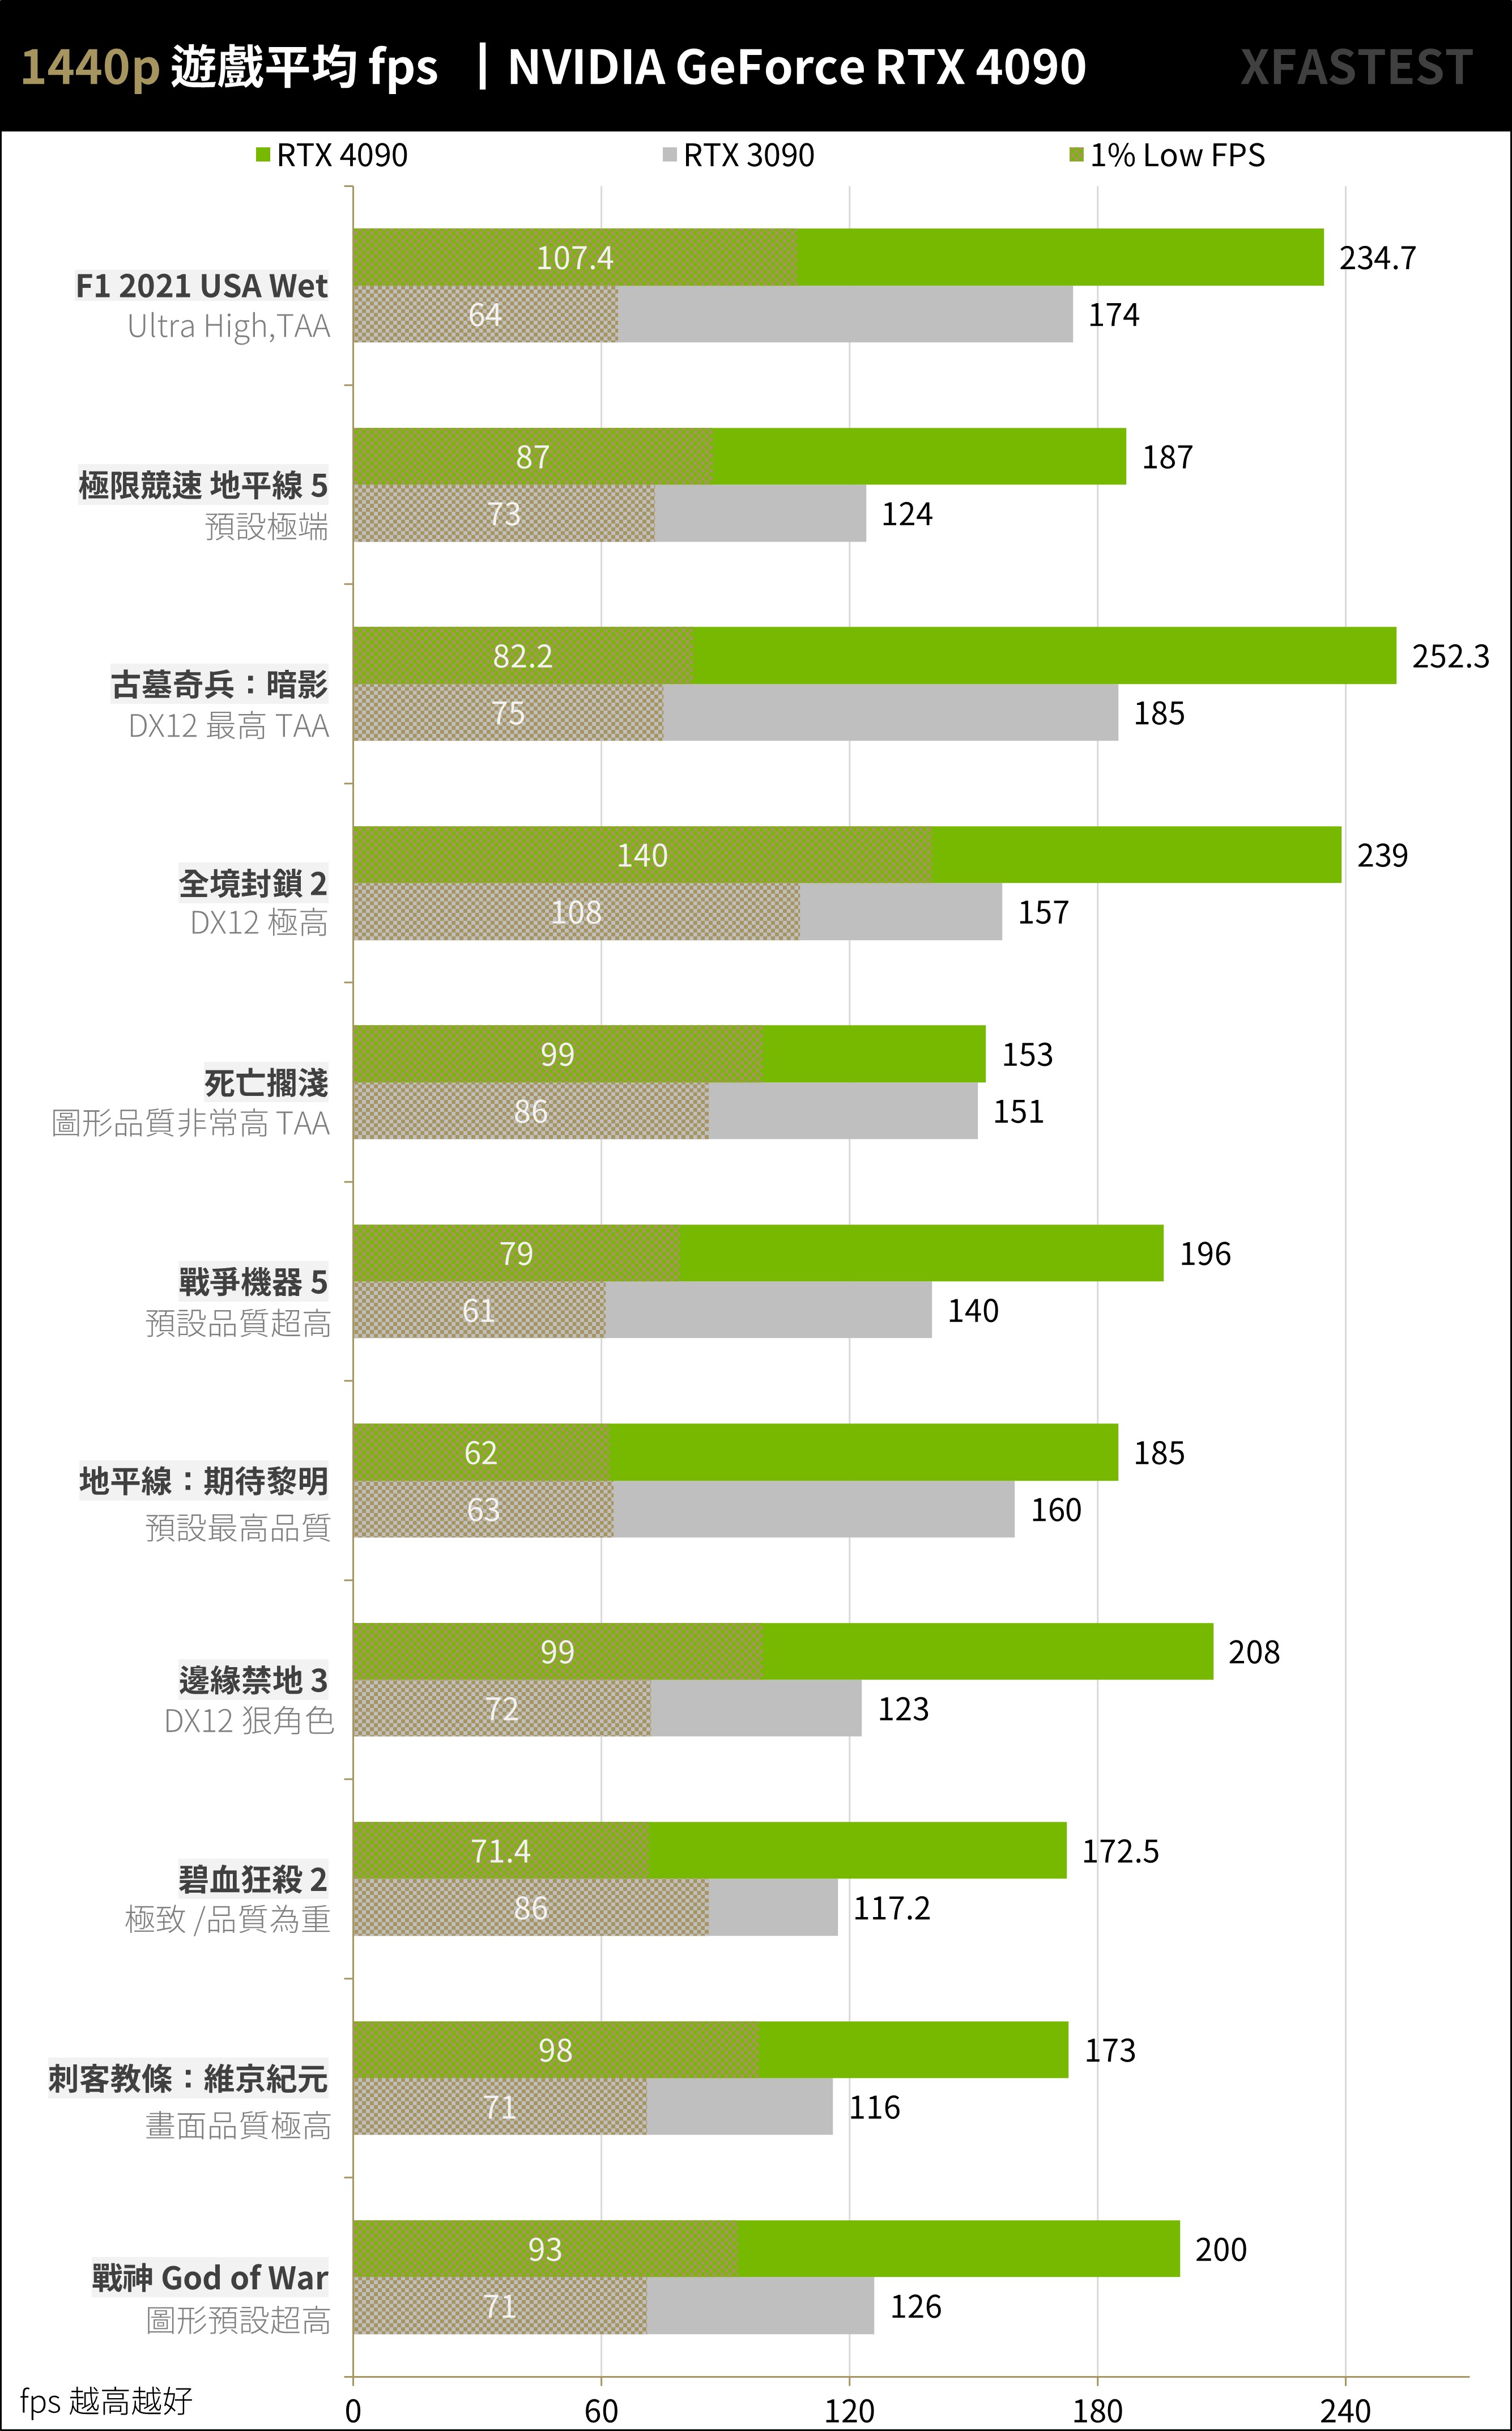 1440p 遊戲平均 fps | NVIDIA GeForce RTX 4090
XFASTEST
RTX 4090
RTX 3090
1% Low FPS
F1 2021 USA Wet
Ultra High,TAA
107.4
234.7
64
174
極限競速 地平線 5
預設極端
87
187
73
124
古墓奇兵：暗影
DX12 最高 TAA
82.2
252.3
75
185
全境封鎖 2
DX12 極高
140
239
108
157
死亡擱淺
圖形品質非常高 TAA
99
153
86
151
戰爭機器 5
預設品質超高
79
196
61
140
地平線：期待黎明
預設最高品質
62
185
63
160
邊緣禁地 3
DX12 狠角色
99
208
72
123
碧血狂殺 2
極致 /品質為重
71.4
172.5
86
117.2
刺客教條：維京紀元
畫面品質極高
98
173
71
116
戰神 God of War
圖形預設超高
93
200
71
126
fps 越高越好
0 60 120 180 240